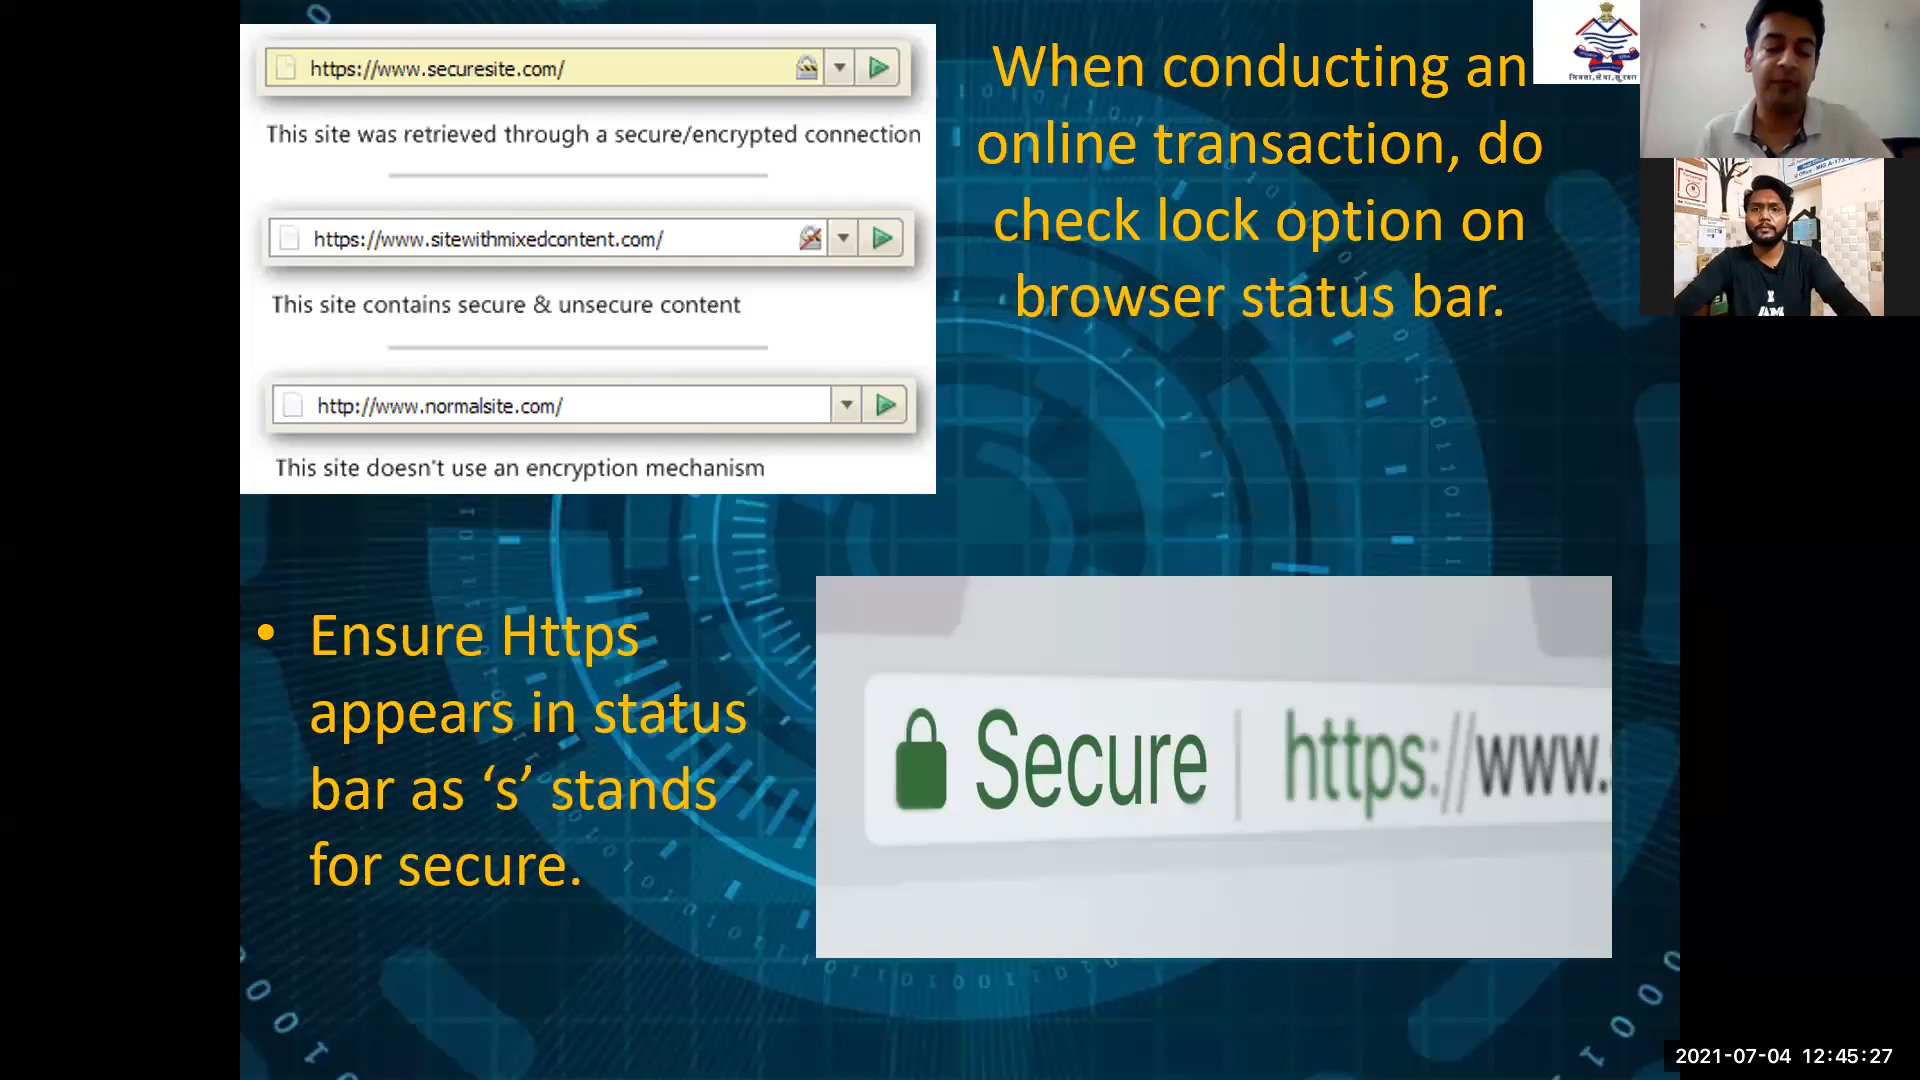 https://www.securesite.com/
This site was retrieved through a secure/encrypted connection
https://www.sitewithmixedcontent.com/
This site contains secure & unsecure content
http://www.normalsite.com/
This site doesn't use an encryption mechanism
When conducting an
online transaction, do
check lock option on
browser status bar.
• Ensure Https
appears in status
bar as ‘s’ stands
for secure.
Secure | https://www.
मित्रता, सेवा, सुरक्षा
2021-07-04 12:45:27